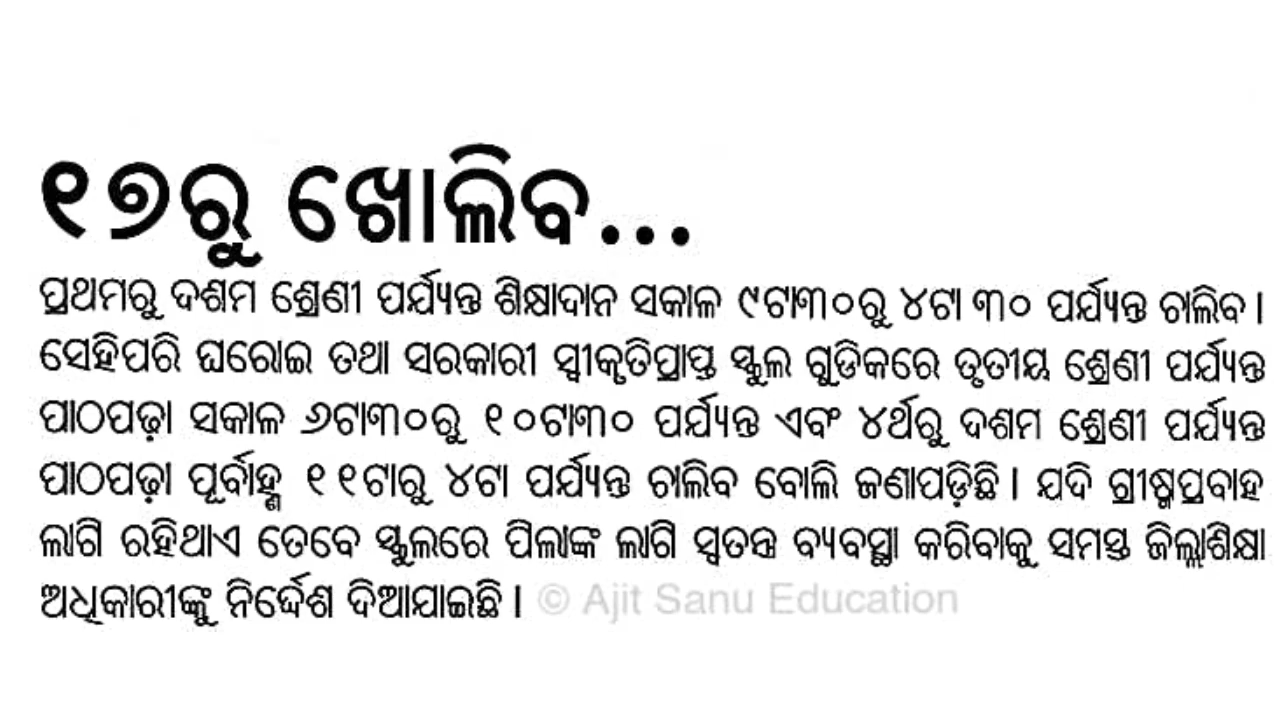 ୧୭ରୁ ଖୋଲିବ...
ପ୍ରଥମରୁ ଦଶମ ଶ୍ରେଣୀ ପର୍ଯ୍ୟନ୍ତ ଶିକ୍ଷାଦାନ ସକାଳ ୯ଟା୩୦ରୁ ୪ଟା ୩୦ ପର୍ଯ୍ୟନ୍ତ ଚାଲିବ।
ସେହିପରି ଘରୋଇ ତଥା ସରକାରୀ ସ୍ୱୀକୃତିପ୍ରାପ୍ତ ସ୍କୁଲ ଗୁଡିକରେ ତୃତୀୟ ଶ୍ରେଣୀ ପର୍ଯ୍ୟନ୍ତ
ପାଠପଢ଼ା ସକାଳ ୬ଟା୩୦ରୁ ୧୦ଟା୩୦ ପର୍ଯ୍ୟନ୍ତ ଏବଂ ୪ର୍ଥରୁ ଦଶମ ଶ୍ରେଣୀ ପର୍ଯ୍ୟନ୍ତ
ପାଠପଢ଼ା ପୂର୍ବାହ୍ଣ ୧୧ଟାରୁ ୪ଟା ପର୍ଯ୍ୟନ୍ତ ଚାଲିବ ବୋଲି ଜଣାପଡ଼ିଛି। ଯଦି ଗ୍ରୀଷ୍ମପ୍ରବାହ
ଲାଗି ରହିଥାଏ ତେବେ ସ୍କୁଲରେ ପିଲାଙ୍କ ଲାଗି ସ୍ୱତନ୍ତ୍ର ବ୍ୟବସ୍ଥା କରିବାକୁ ସମସ୍ତ ଜିଲ୍ଲାଶିକ୍ଷା
ଅଧିକାରୀଙ୍କୁ ନିର୍ଦ୍ଦେଶ ଦିଆଯାଇଛି। © Ajit Sanu Education